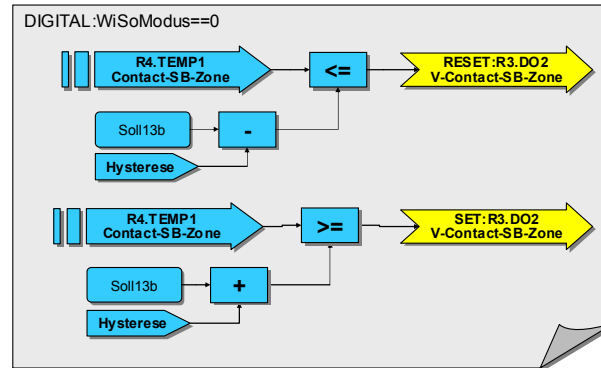 DIGITAL:WiSoModus==0
R4.TEMP1
Contact-SB-Zone
<=
RESET:R3.DO2
V-Contact-SB-Zone
Soll13b
-
Hysterese
R4.TEMP1
Contact-SB-Zone
>=
SET:R3.DO2
V-Contact-SB-Zone
Soll13b
+
Hysterese